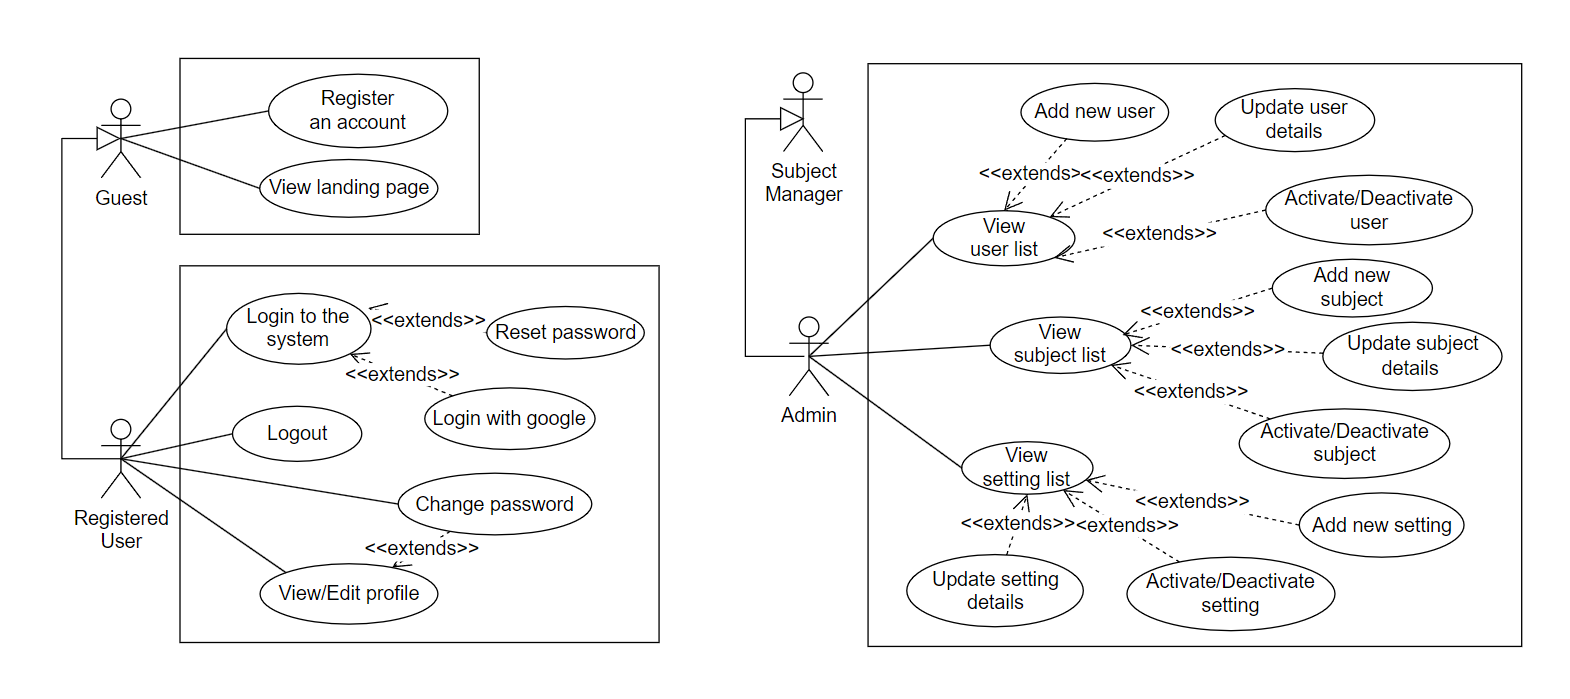 Register
an account
View landing page
Guest
Login to the
system
<<extends>>
Reset password
<<extends>>
Login with google
Logout
Change password
<<extends>>
View/Edit profile
Registered
User
Subject
Manager
Add new user
Update user
details
<<extends>>
<<extends>>
Activate/Deactivate
user
<<extends>>
View
user list
Add new
subject
<<extends>>
View
subject list
<<extends>>
Update subject
details
<<extends>>
Activate/Deactivate
subject
Admin
View
setting list
<<extends>>
Add new setting
<<extends>>
<<extends>>
Update setting
details
Activate/Deactivate
setting